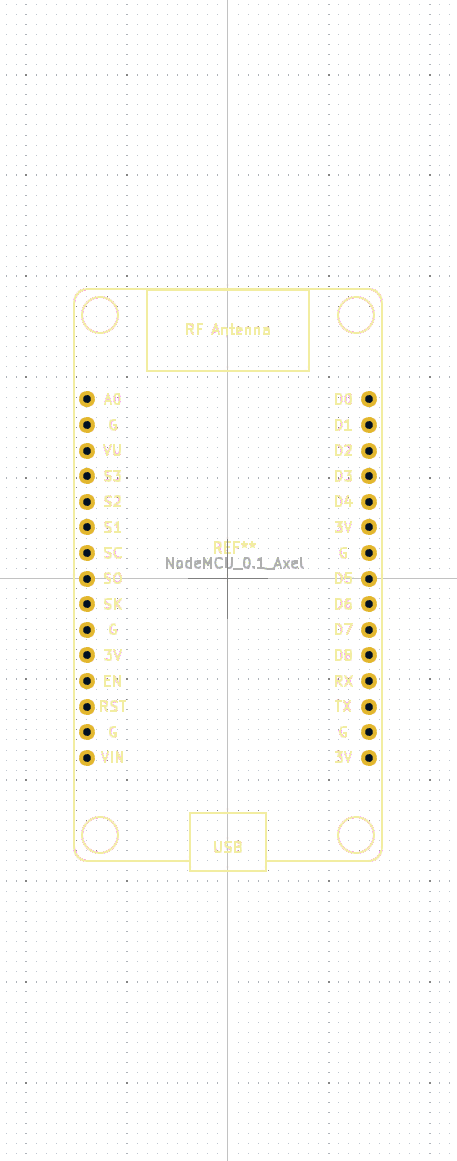 RF Antenna
A0 D0
G D1
VU D2
S3 D3
S2 D4
S1 3V
REF**
SC G
NodeMCU_0.1_Axel
SO D5
SK D6
G D7
3V D8
EN RX
RST TX
G G
VIN 3V
USB